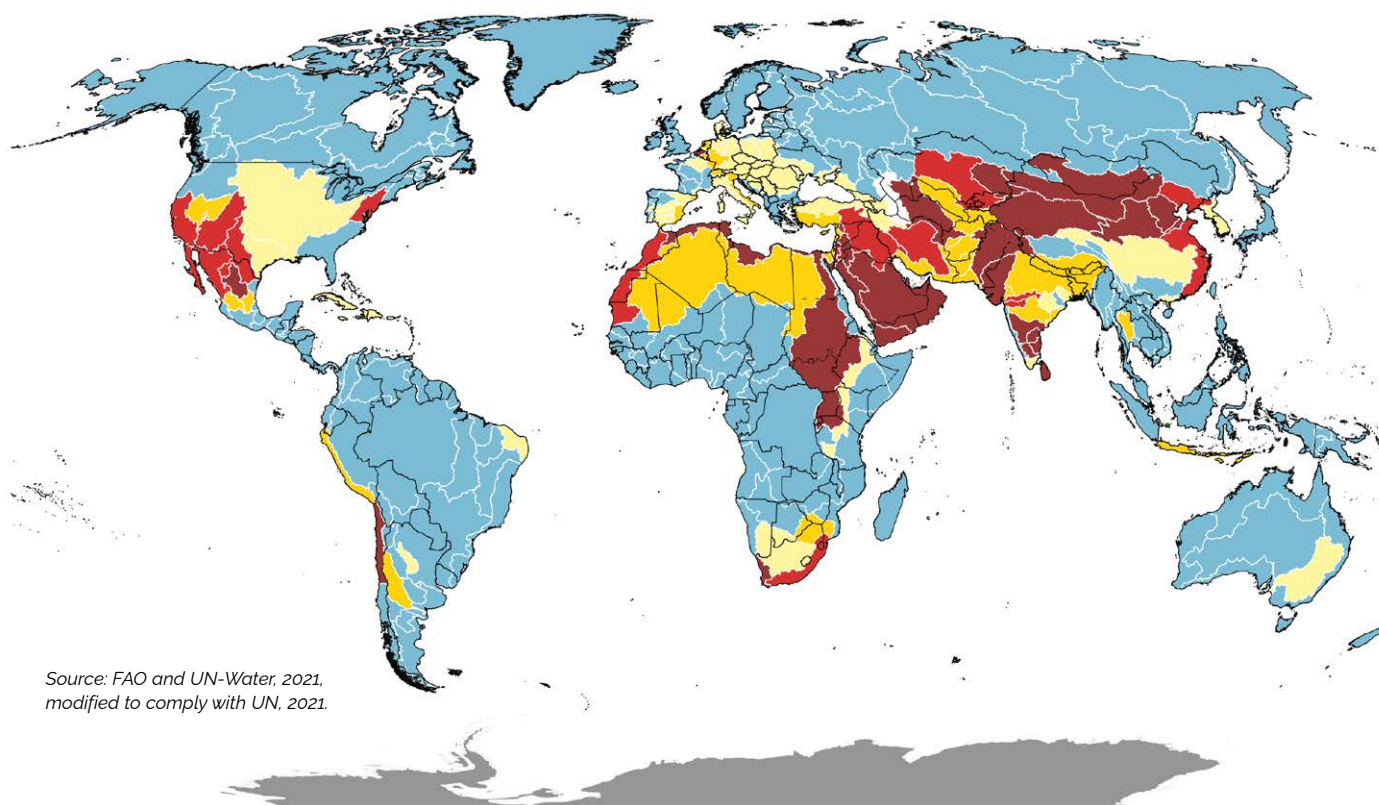 Source: FAO and UN-Water, 2021,
modified to comply with UN, 2021.